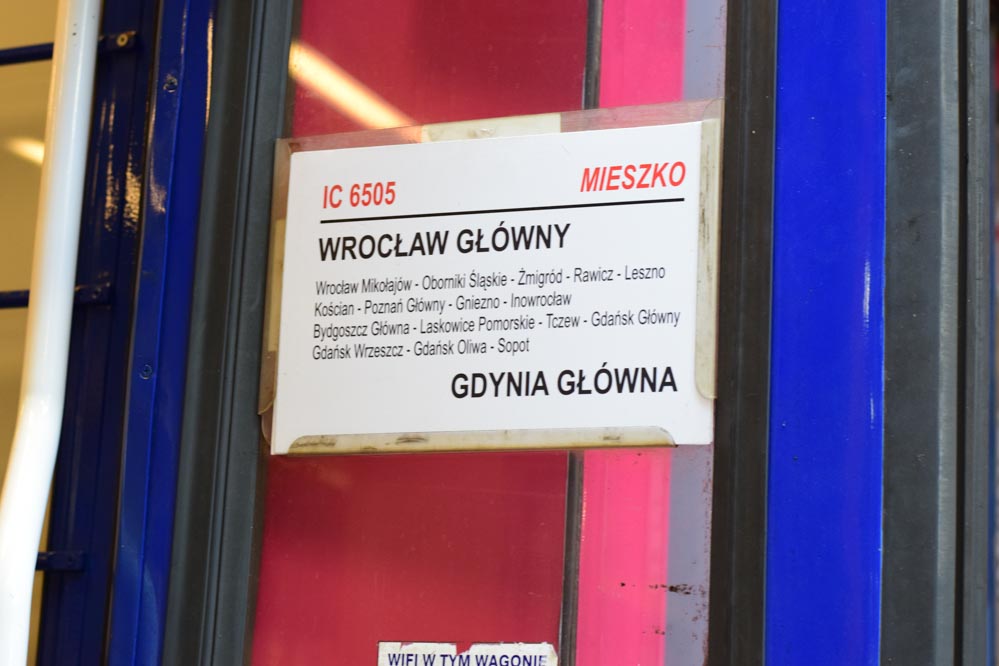 IC 6505 MIESZKO
WROCŁAW GŁÓWNY
Wrocław Mikołajów - Oborniki Śląskie - Żmigród - Rawicz - Leszno
Kościan - Poznań Główny - Gniezno - Inowrocław
Bydgoszcz Główna - Laskowice Pomorskie - Tczew - Gdańsk Główny
Gdańsk Wrzeszcz - Gdańsk Oliwa - Sopot
GDYNIA GŁÓWNA
WIFI W TYM WAGONIE